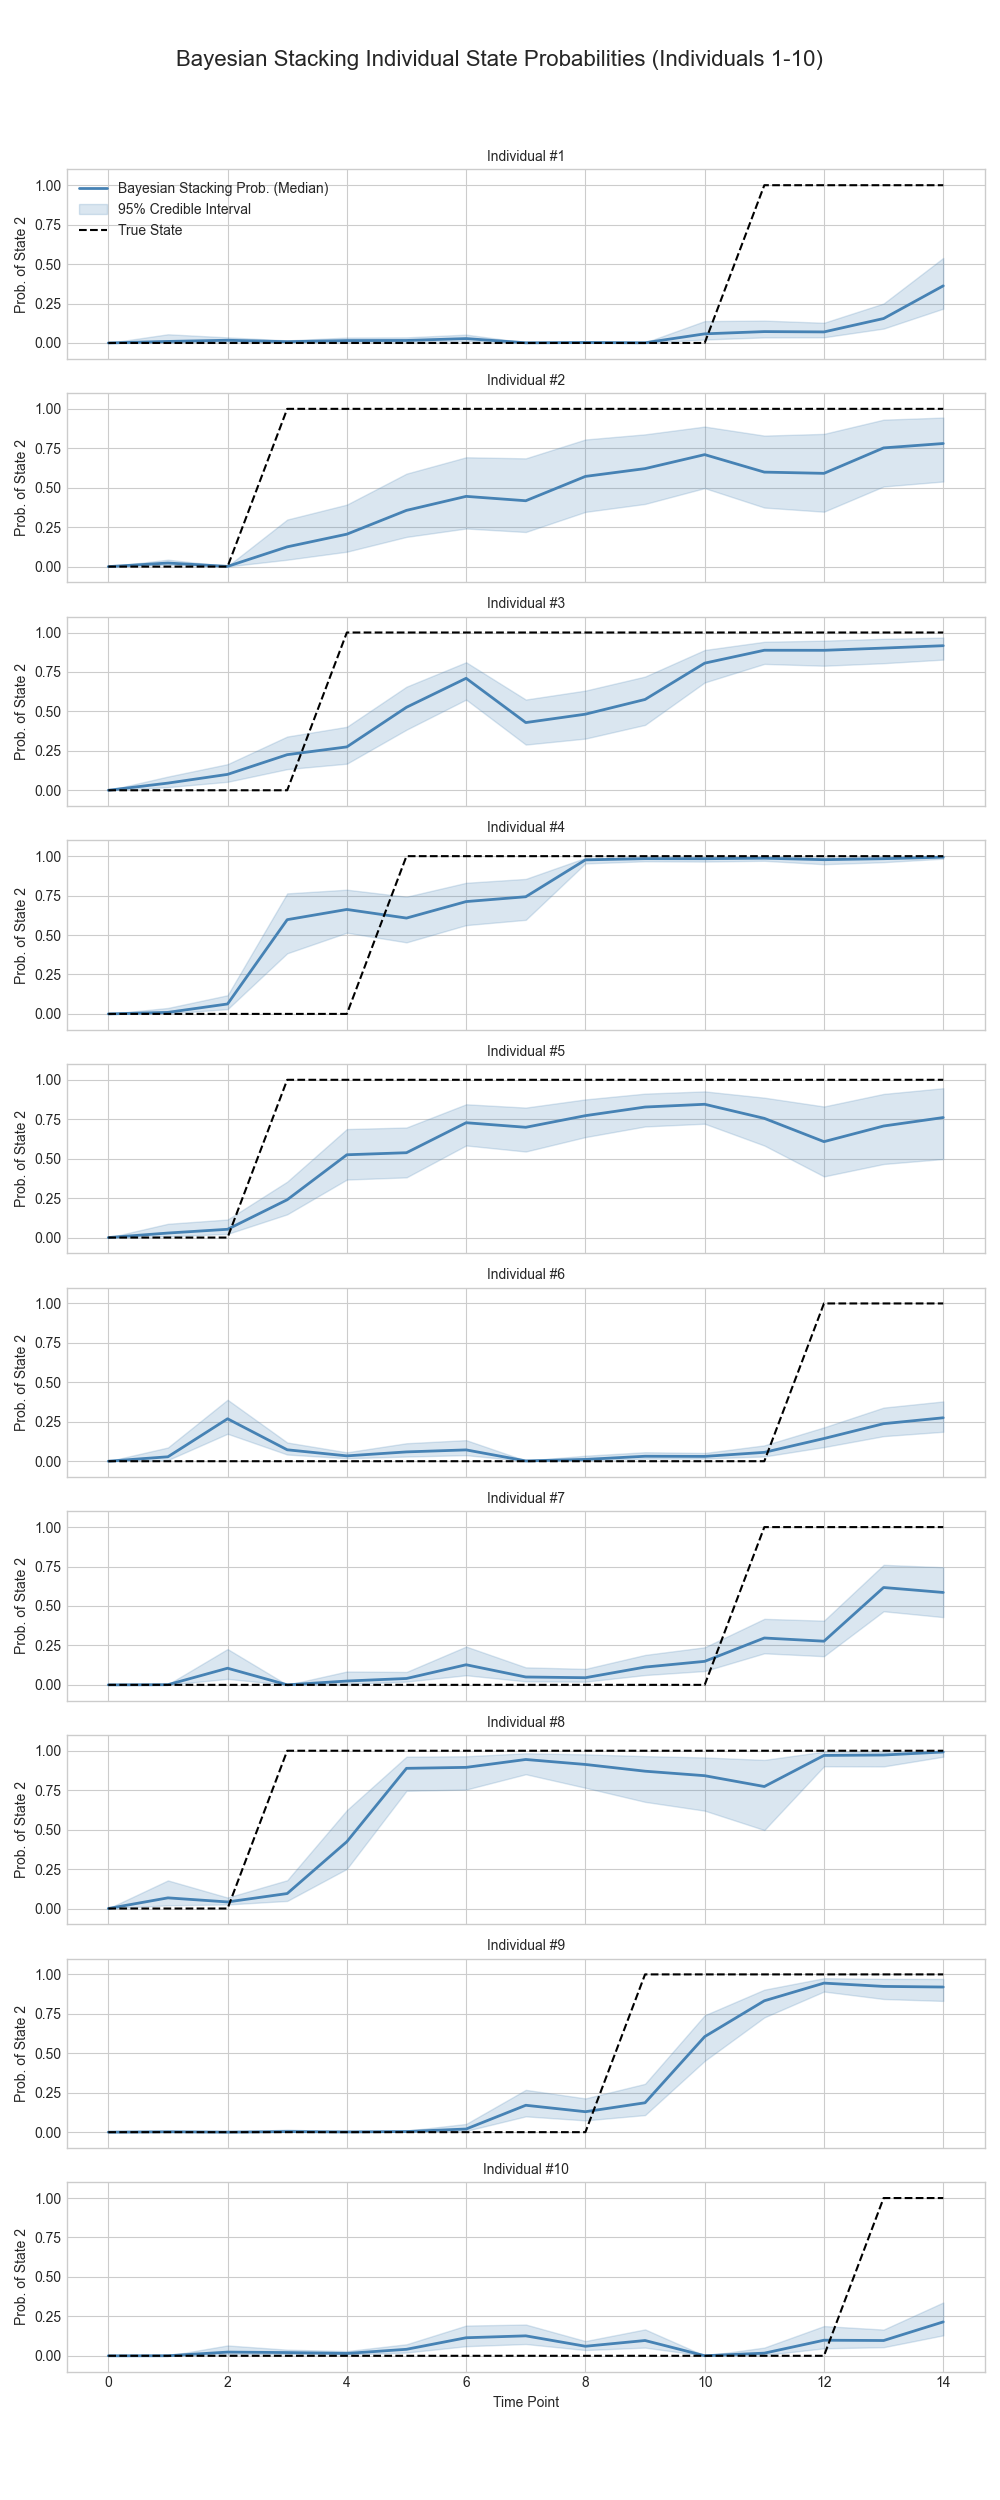 Bayesian Stacking Individual State Probabilities (Individuals 1-10)
Individual #1
Prob. of State 2
1.00
0.75
0.50
0.25
0.00
Bayesian Stacking Prob. (Median)
95% Credible Interval
True State
Individual #2
Prob. of State 2
1.00
0.75
0.50
0.25
0.00
Individual #3
Prob. of State 2
1.00
0.75
0.50
0.25
0.00
Individual #4
Prob. of State 2
1.00
0.75
0.50
0.25
0.00
Individual #5
Prob. of State 2
1.00
0.75
0.50
0.25
0.00
Individual #6
Prob. of State 2
1.00
0.75
0.50
0.25
0.00
Individual #7
Prob. of State 2
1.00
0.75
0.50
0.25
0.00
Individual #8
Prob. of State 2
1.00
0.75
0.50
0.25
0.00
Individual #9
Prob. of State 2
1.00
0.75
0.50
0.25
0.00
Individual #10
Prob. of State 2
1.00
0.75
0.50
0.25
0.00
0 2 4 6 8 10 12 14
Time Point